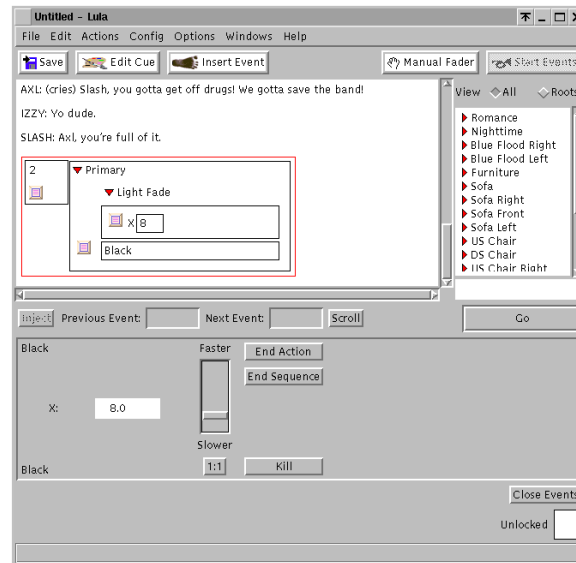 Untitled - Lula
File Edit Actions Config Options Windows Help
Save Edit Cue Insert Event Manual Fader Start Events
AXL: (cries) Slash, you gotta get off drugs! We gotta save the band!
IZZY: Yo dude.
SLASH: Axl, you're full of it.
2
Primary
Light Fade
X 8
Black
View All Roots
Romance
Nighttime
Blue Flood Right
Blue Flood Left
Furniture
Sofa
Sofa Right
Sofa Front
Sofa Left
US Chair
DS Chair
US Chair Right
Inject Previous Event: Next Event: Scroll Go
Black
X: 8.0
Black
Faster
Slower
1:1
End Action
End Sequence
Kill
Close Events
Unlocked